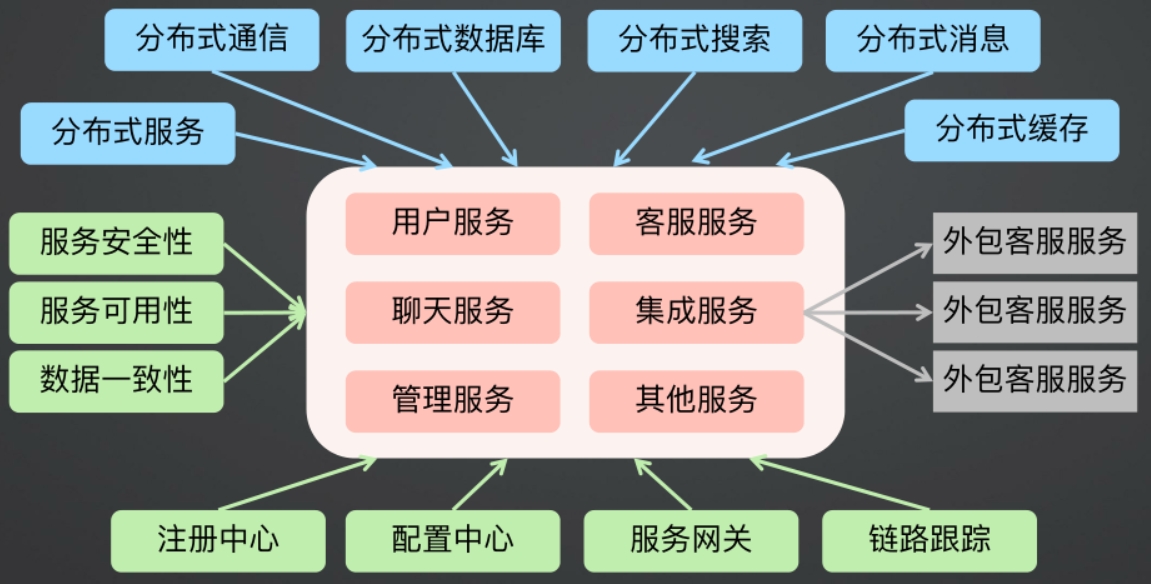 分布式通信
分布式数据库
分布式搜索
分布式消息
分布式服务
分布式缓存
服务安全性
服务可用性
数据一致性
用户服务
客服服务
聊天服务
集成服务
管理服务
其他服务
外包客服服务
外包客服服务
外包客服服务
注册中心
配置中心
服务网关
链路跟踪